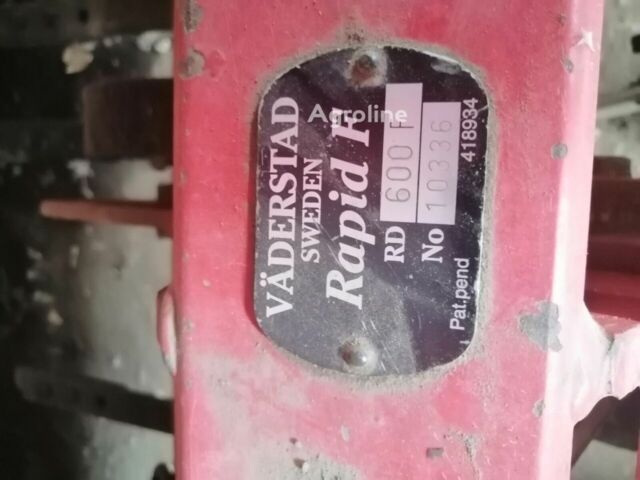 VÄDERSTAD
SWEDEN
Rapid F
RD 600 F
No 10336
Pat.pend 418934
Agroline